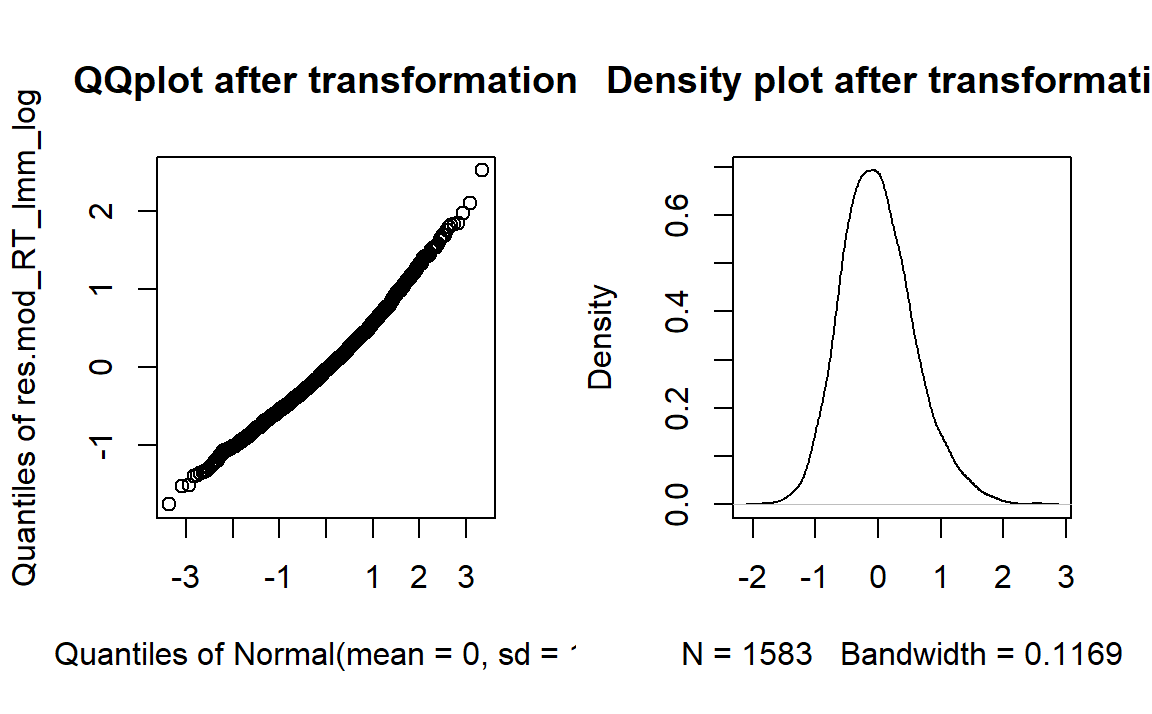 QQplot after transformation
Quantiles of res.mod_RT_lmm_log
2
1
0
-1
-3 -1 1 2 3
Quantiles of Normal(mean = 0, sd =
Density plot after transformati
Density
0.6
0.4
0.2
0.0
-2 -1 0 1 2 3
N = 1583 Bandwidth = 0.1169